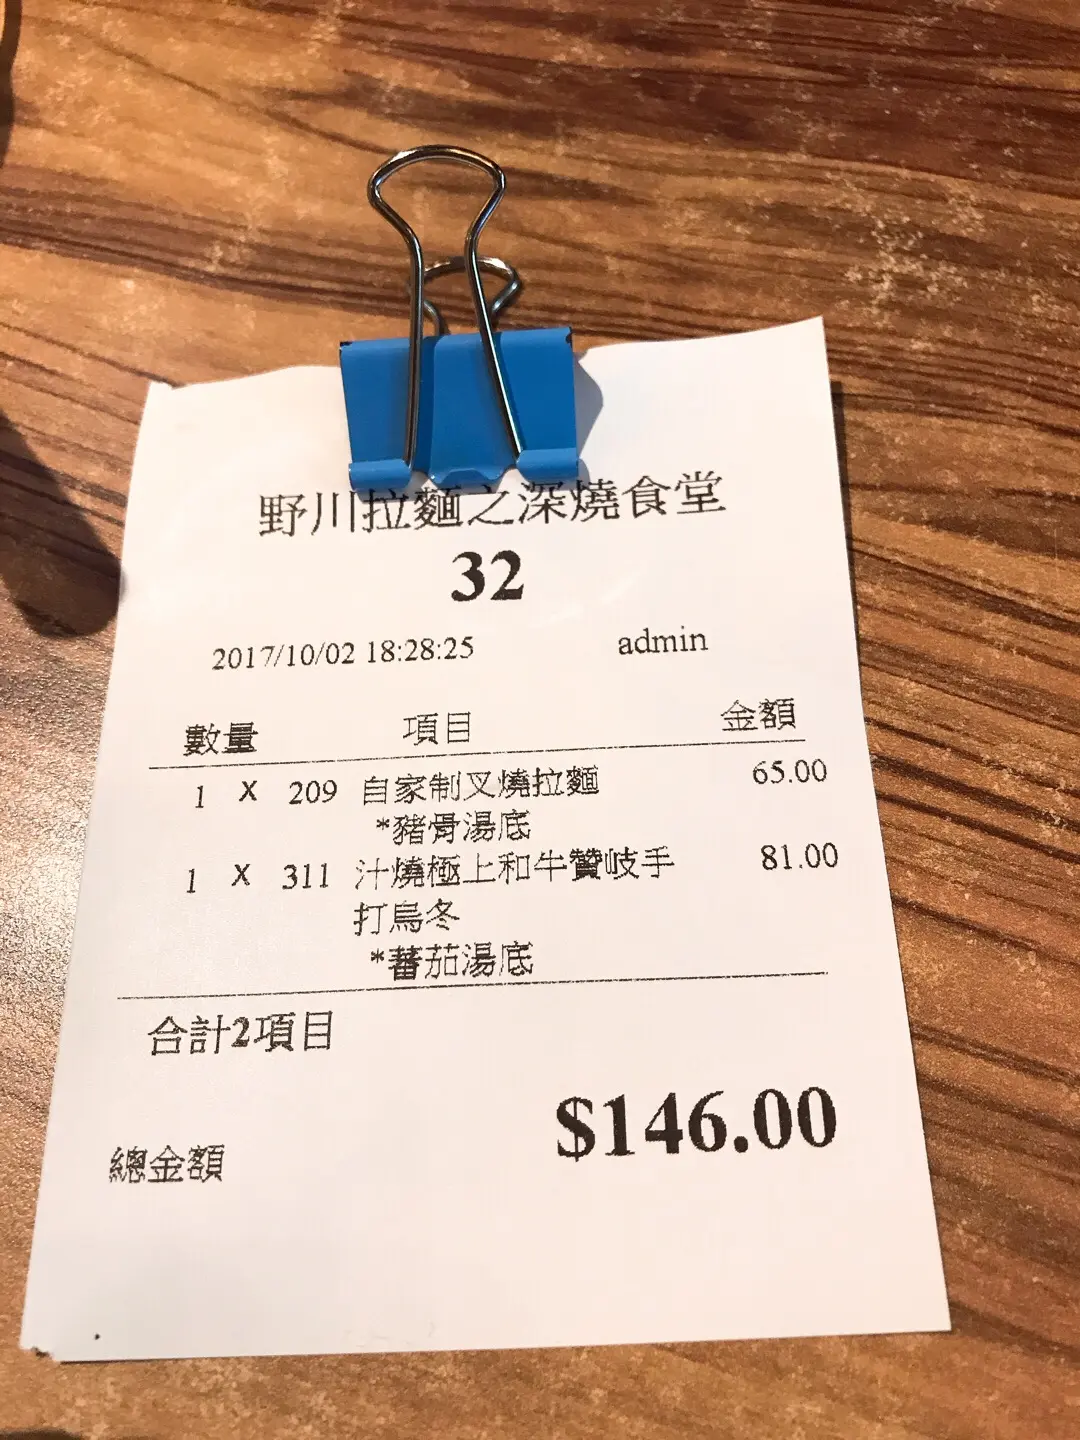 野川拉麵之深燒食堂
32
2017/10/02 18:28:25 admin
數量 項目 金額
1 X 209 自家制叉燒拉麵 65.00
*豬骨湯底
1 X 311 汁燒極上和牛贊岐手 81.00
打烏冬
*蕃茄湯底
合計2項目
$146.00
總金額